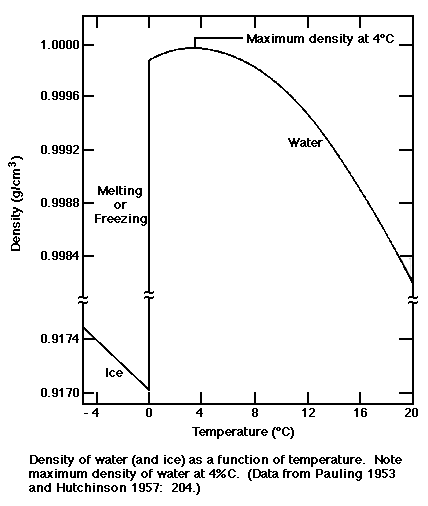 Maximum density at 4°C
1.0000
0.9996
0.9992
0.9988
0.9984
0.9174
0.9170
Density (g/cm³)
Water
Melting
or
Freezing
Ice
- 4 0 4 8 12 16 20
Temperature (°C)
Density of water (and ice) as a function of temperature. Note
maximum density of water at 4%C. (Data from Pauling 1953
and Hutchinson 1957: 204.)